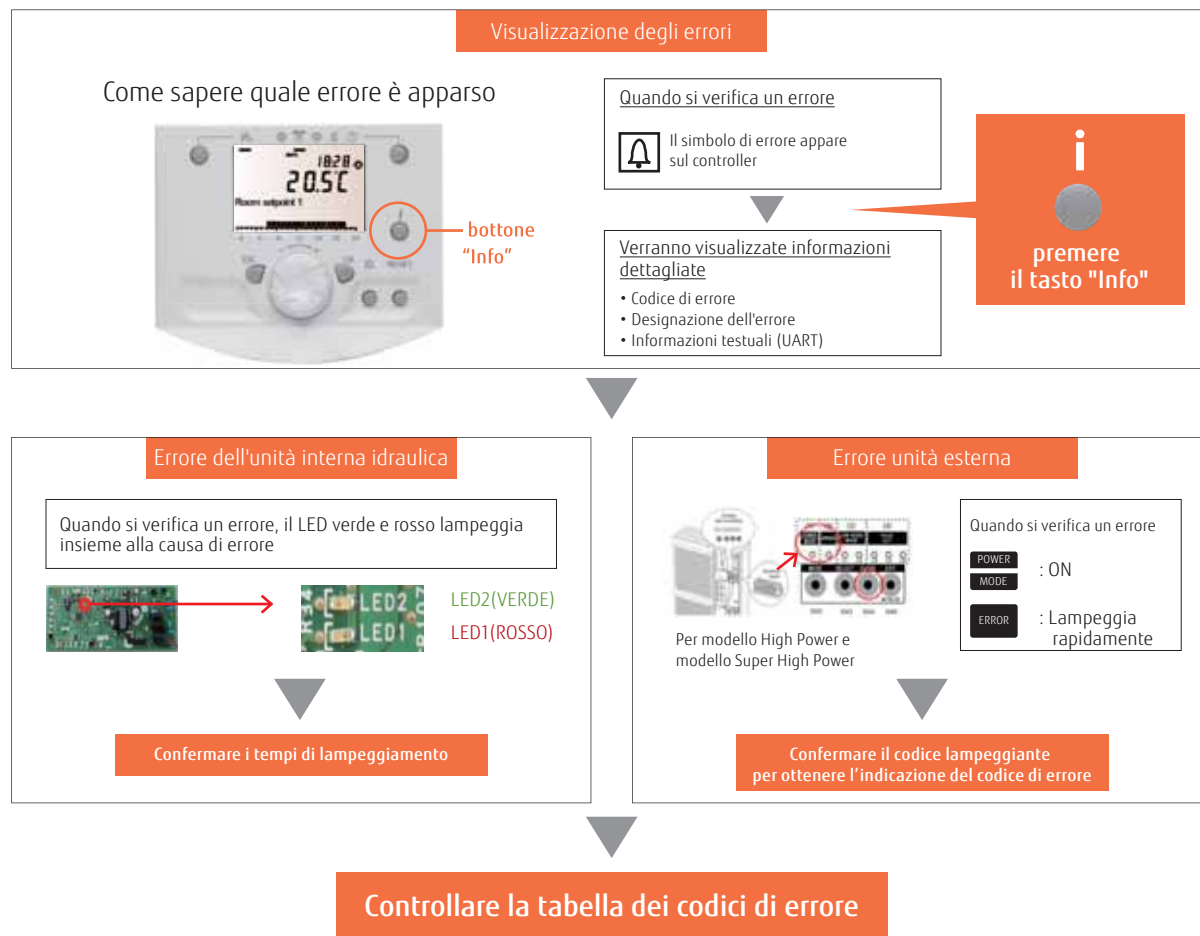 Visualizzazione degli errori
Come sapere quale errore è apparso
18:28
20.5°C
Room setpoint 1
bottone
“Info”
Quando si verifica un errore
Il simbolo di errore appare
sul controller
Verranno visualizzate informazioni
dettagliate
• Codice di errore
• Designazione dell'errore
• Informazioni testuali (UART)
i
premere
il tasto "Info"
Errore dell'unità interna idraulica
Quando si verifica un errore, il LED verde e rosso lampeggia
insieme alla causa di errore
LED2
LED1
LED2(VERDE)
LED1(ROSSO)
Confermare i tempi di lampeggiamento
Errore unità esterna
Per modello High Power e
modello Super High Power
Quando si verifica un errore
POWER
MODE
: ON
ERROR
: Lampeggia
rapidamente
Confermare il codice lampeggiante
per ottenere l’indicazione del codice di errore
Controllare la tabella dei codici di errore